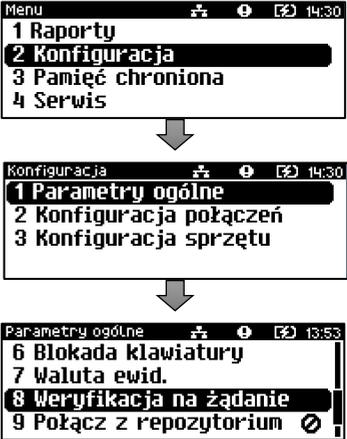 Menu 14:30
1 Raporty
2 Konfiguracja
3 Pamięć chroniona
4 Serwis
Konfiguracja 14:30
1 Parametry ogólne
2 Konfiguracja połączeń
3 Konfiguracja sprzętu
Parametry ogólne 13:53
6 Blokada klawiatury
7 Waluta ewid.
8 Weryfikacja na żądanie
9 Połącz z repozytorium